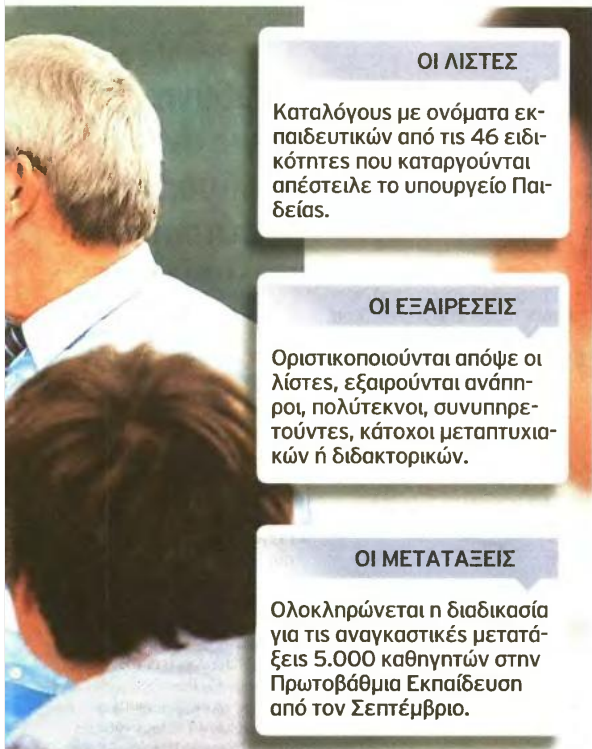 ΟΙ ΛΙΣΤΕΣ
Καταλόγους με ονόματα εκ-
παιδευτικών από τις 46 ειδι-
κότητες που καταργούνται
απέστειλε το υπουργείο Παι-
δείας.
ΟΙ ΕΞΑΙΡΕΣΕΙΣ
Οριστικοποιούνται απόψε οι
λίστες, εξαιρούνται ανάπη-
ροι, πολύτεκνοι, συνυπηρε-
τούντες, κάτοχοι μεταπτυχια-
κών ή διδακτορικών.
ΟΙ ΜΕΤΑΤΑΞΕΙΣ
Ολοκληρώνεται η διαδικασία
για τις αναγκαστικές μετατά-
ξεις 5.000 καθηγητών στην
Πρωτοβάθμια Εκπαίδευση
από τον Σεπτέμβριο.